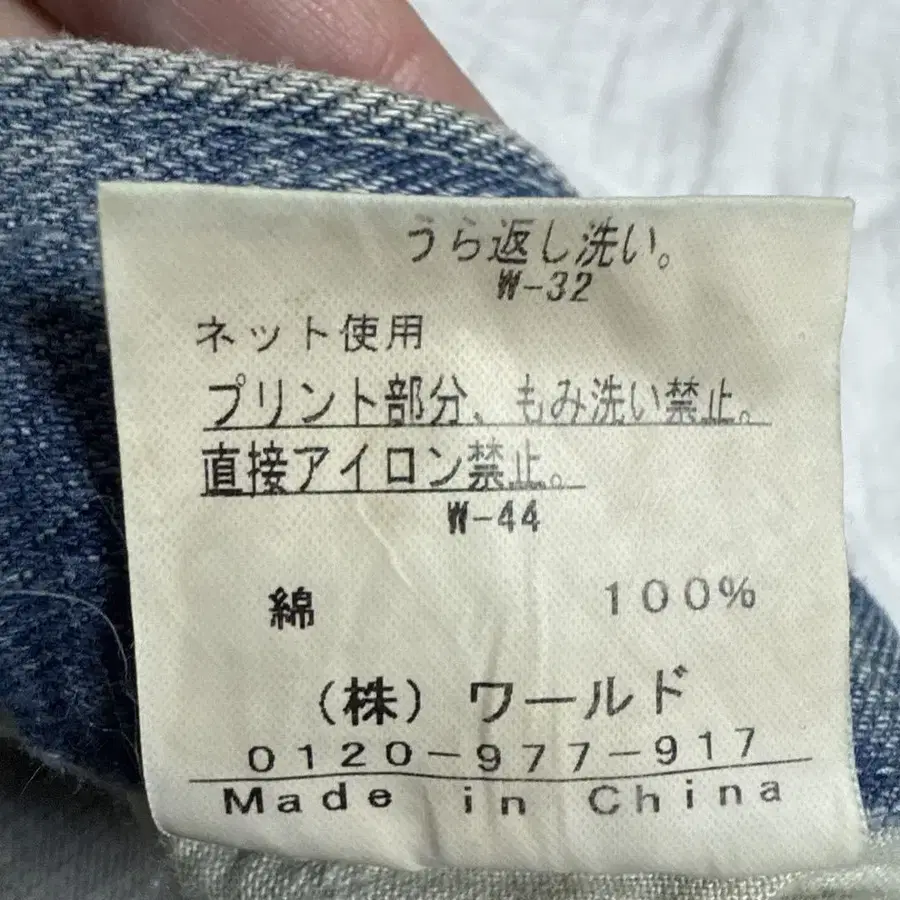 うら返し洗い。
W-32
ネット使用
プリント部分、もみ洗い禁止。
直接アイロン禁止。
W-44
綿 100%
(株)ワールド
0120-977-917
Made in China